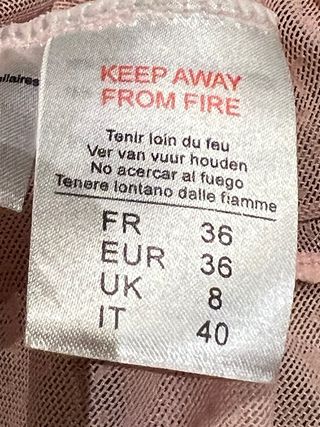 KEEP AWAY
FROM FIRE
Tenir loin du feu
Ver van vuur houden
No acercar al fuego
Tenere lontano dalle fiamme
FR 36
EUR 36
UK 8
IT 40